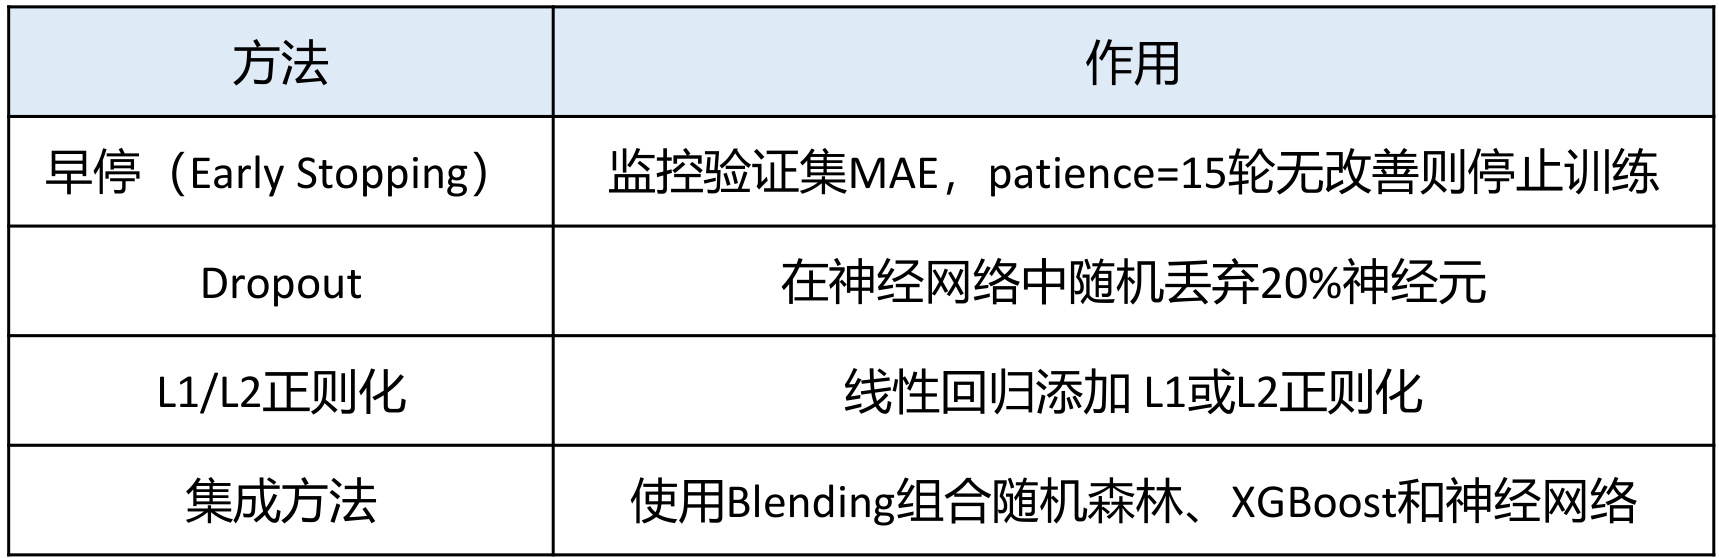 方法
作用
早停（Early Stopping）
监控验证集MAE，patience=15轮无改善则停止训练
Dropout
在神经网络中随机丢弃20%神经元
L1/L2正则化
线性回归添加 L1或L2正则化
集成方法
使用Blending组合随机森林、XGBoost和神经网络